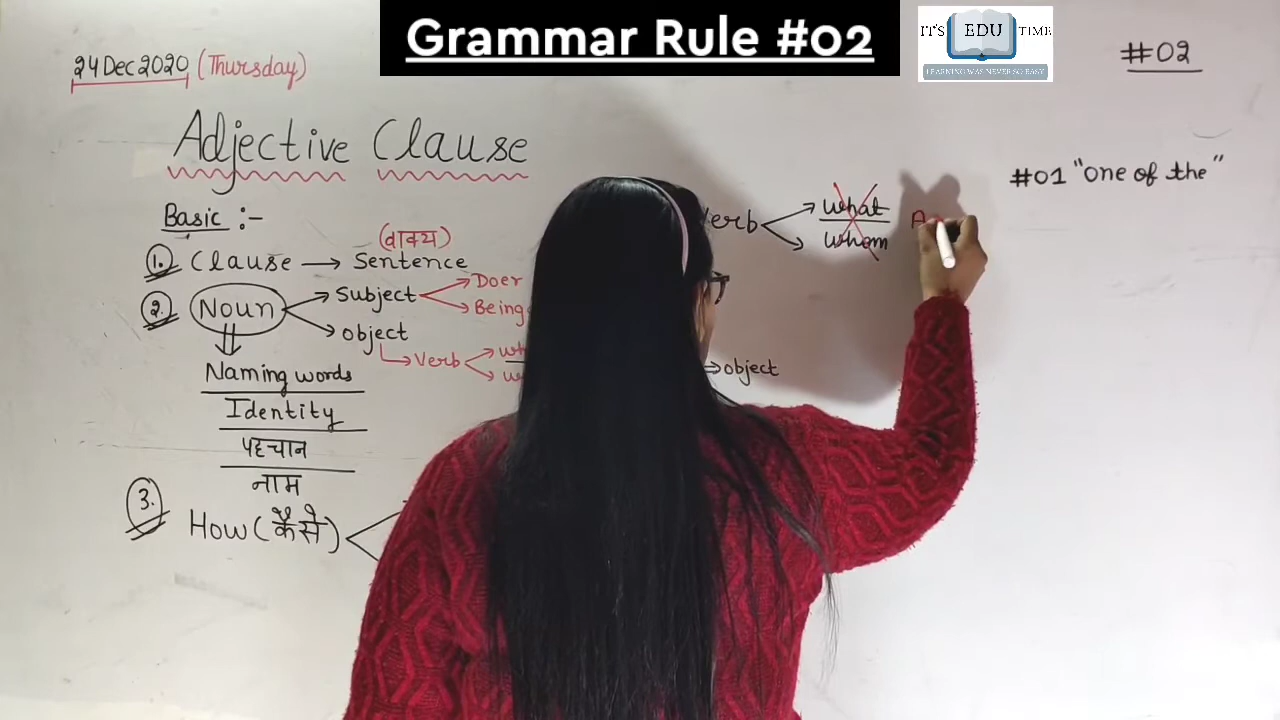 Grammar Rule #02
IT'S EDU TIME
LEARNING WAS NEVER SO EASY
24 Dec 2020 (Thursday)
#02
Adjective Clause
#01 "One of the"
Basic :-
(वाक्य)
1. Clause → Sentence
2. Noun
Subject
Doer
Being
object
Verb
Naming words
Identity
पहचान
नाम
3. How (कैसे)
verb
what
whom
A
⇒ object